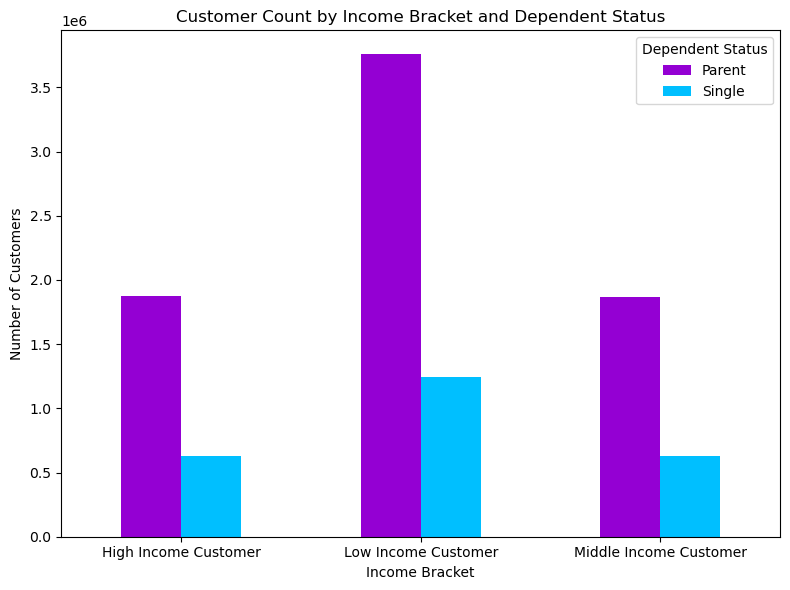 Customer Count by Income Bracket and Dependent Status
1e6
Dependent Status
Parent
Single
3.5
3.0
2.5
2.0
1.5
1.0
0.5
0.0
Number of Customers
High Income Customer
Low Income Customer
Middle Income Customer
Income Bracket